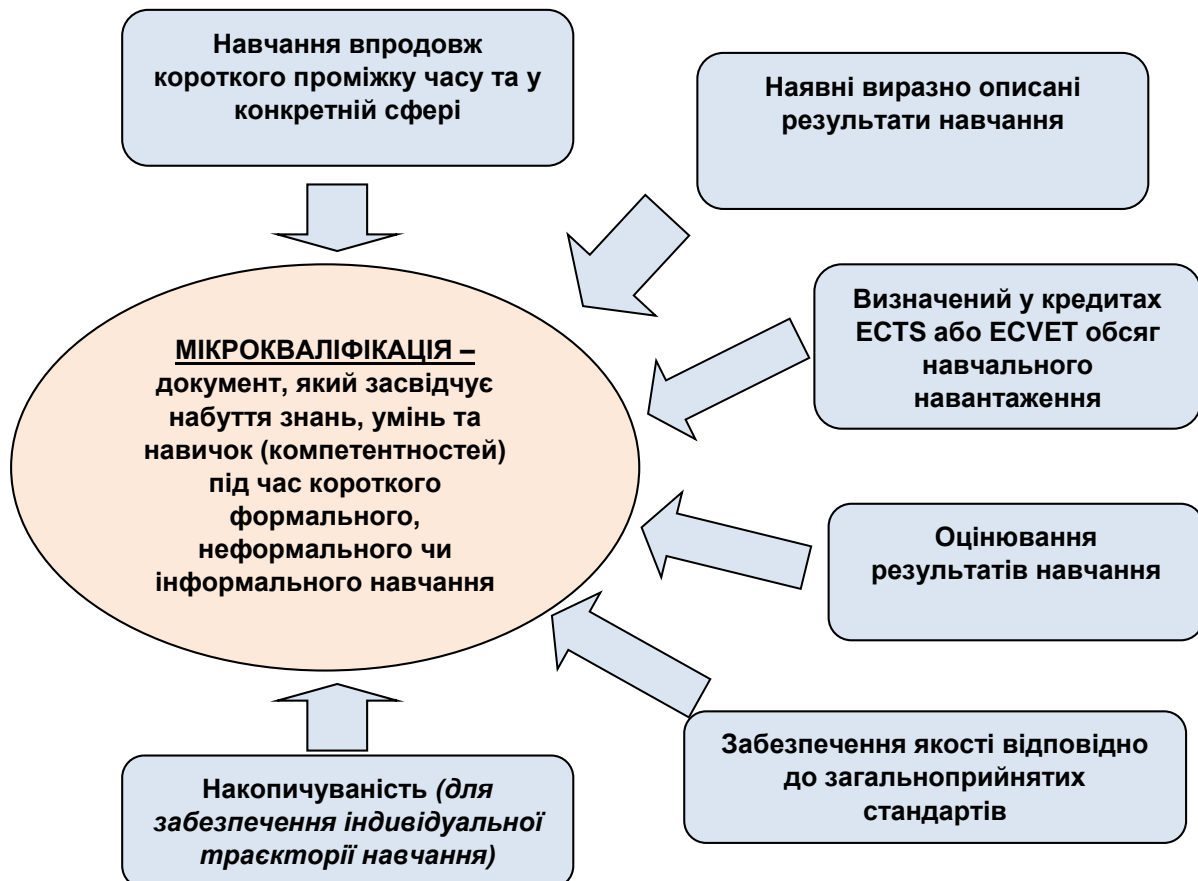 Навчання впродовж
короткого проміжку часу та у
конкретній сфері
Наявні виразно описані
результати навчання
Визначений у кредитах
ECTS або ECVET обсяг
навчального
навантаження
МІКРОКВАЛІФІКАЦІЯ –
документ, який засвідчує
набуття знань, умінь та
навичок (компетентностей)
під час короткого
формального,
неформального чи
інформального навчання
Оцінювання
результатів навчання
Забезпечення якості відповідно
до загальноприйнятих
стандартів
Накопичуваність (для
забезпечення індивідуальної
траєкторії навчання)